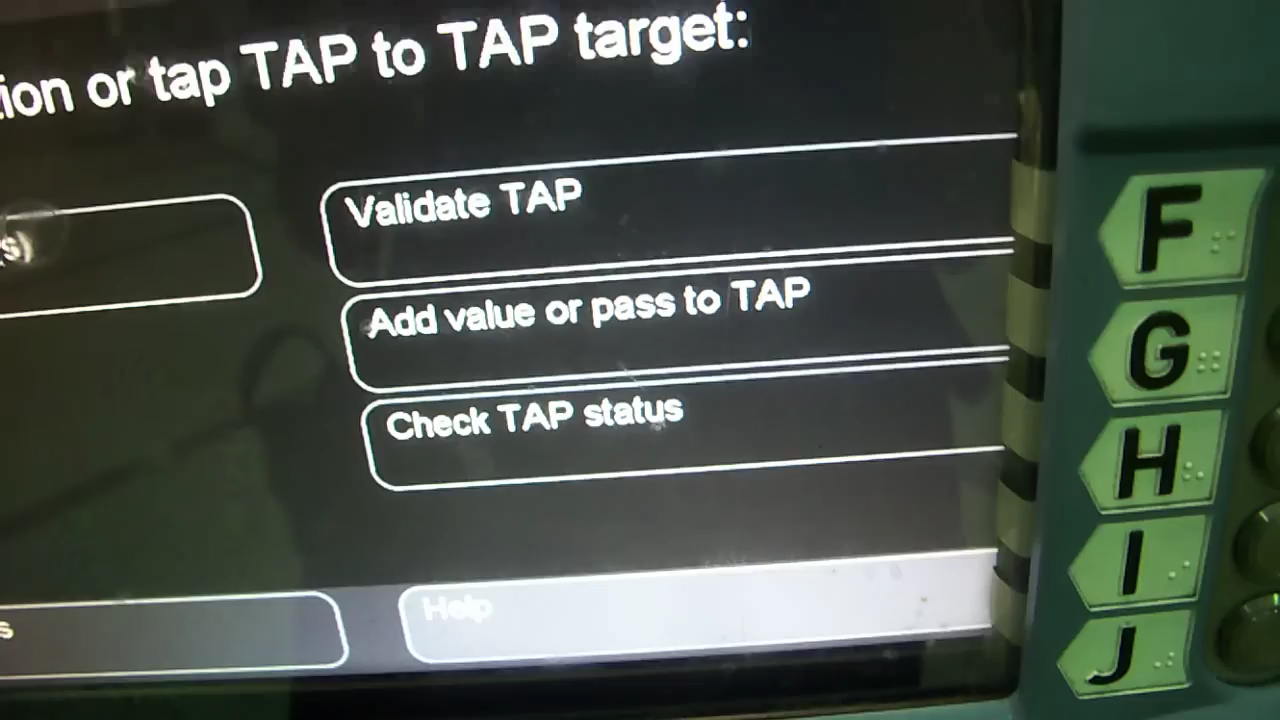 ion or tap TAP to TAP target:
s)
Validate TAP
Add value or pass to TAP
Check TAP status
s
Help
F
G
H
I
J